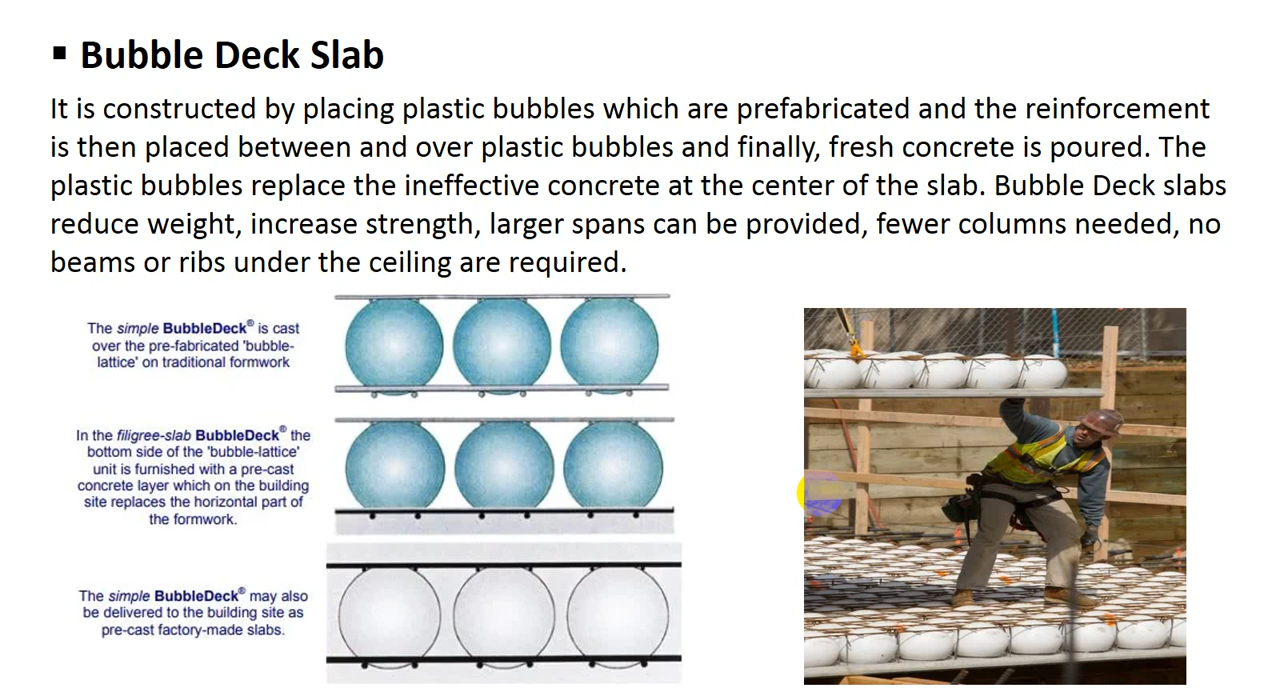 ▪ Bubble Deck Slab
It is constructed by placing plastic bubbles which are prefabricated and the reinforcement
is then placed between and over plastic bubbles and finally, fresh concrete is poured. The
plastic bubbles replace the ineffective concrete at the center of the slab. Bubble Deck slabs
reduce weight, increase strength, larger spans can be provided, fewer columns needed, no
beams or ribs under the ceiling are required.
The simple BubbleDeck® is cast
over the pre-fabricated 'bubble-
lattice' on traditional formwork
In the filigree-slab BubbleDeck® the
bottom side of the 'bubble-lattice'
unit is furnished with a pre-cast
concrete layer which on the building
site replaces the horizontal part of
the formwork.
The simple BubbleDeck® may also
be delivered to the building site as
pre-cast factory-made slabs.